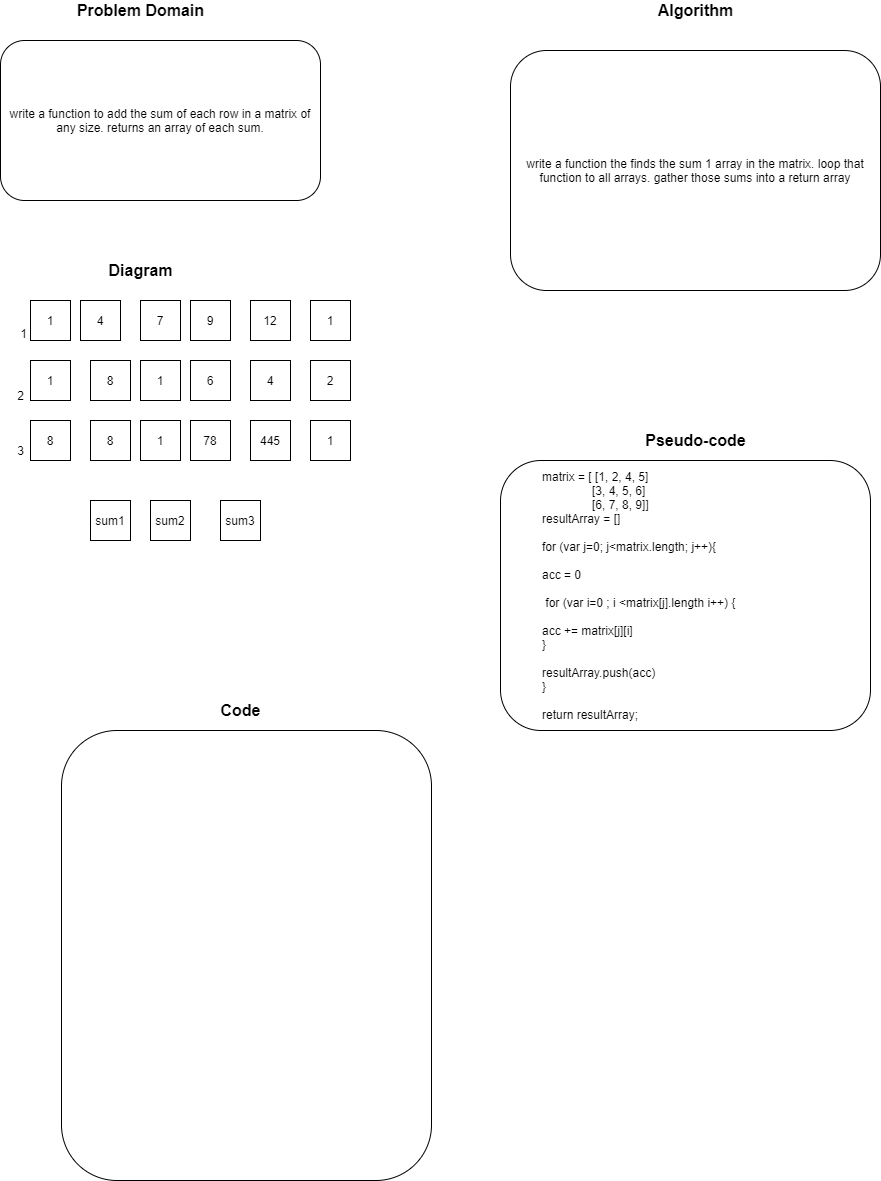 Problem Domain
write a function to add the sum of each row in a matrix of
any size. returns an array of each sum.
Algorithm
write a function the finds the sum 1 array in the matrix. loop that
function to all arrays. gather those sums into a return array
Diagram
1 1 4 7 9 12 1
2 1 8 1 6 4 2
3 8 8 1 78 445 1
sum1 sum2 sum3
Pseudo-code
matrix = [ [1, 2, 4, 5]
[3, 4, 5, 6]
[6, 7, 8, 9]]
resultArray = []
for (var j=0; j<matrix.length; j++){
acc = 0
for (var i=0 ; i <matrix[j].length i++) {
acc += matrix[j][i]
}
resultArray.push(acc)
}
return resultArray;
Code